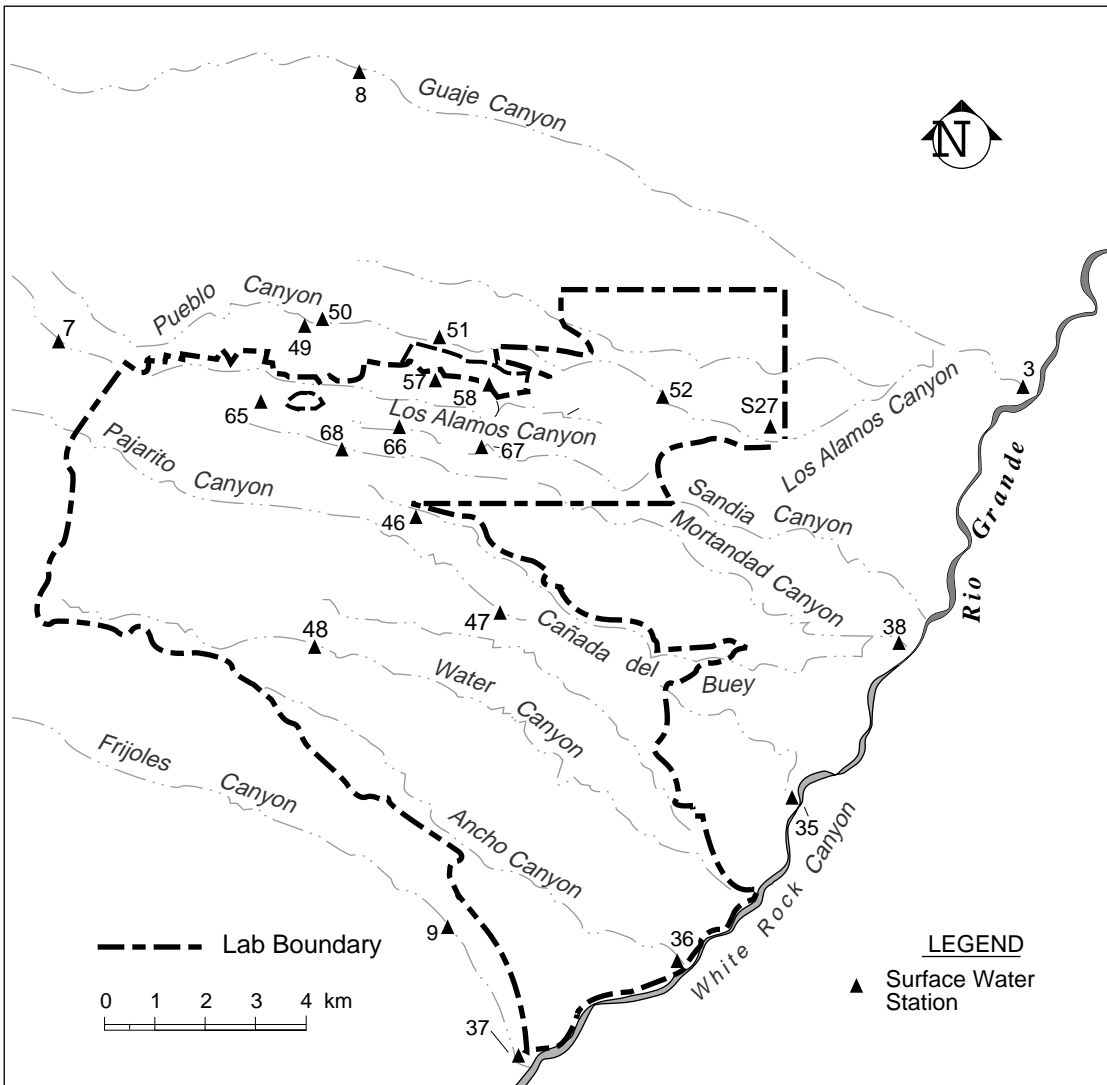 8
Guaje Canyon
N
Pueblo Canyon
7
49
50
51
57
58
52
S27
3
Los Alamos Canyon
65
66
67
68
Los Alamos Canyon
Pajarito Canyon
46
Sandia Canyon
Mortandad Canyon
Rio Grande
47
48
Cañada del Buey
38
Water Canyon
Frijoles Canyon
Ancho Canyon
35
9
36
White Rock Canyon
37
Lab Boundary
0 1 2 3 4 km
LEGEND
Surface Water
Station